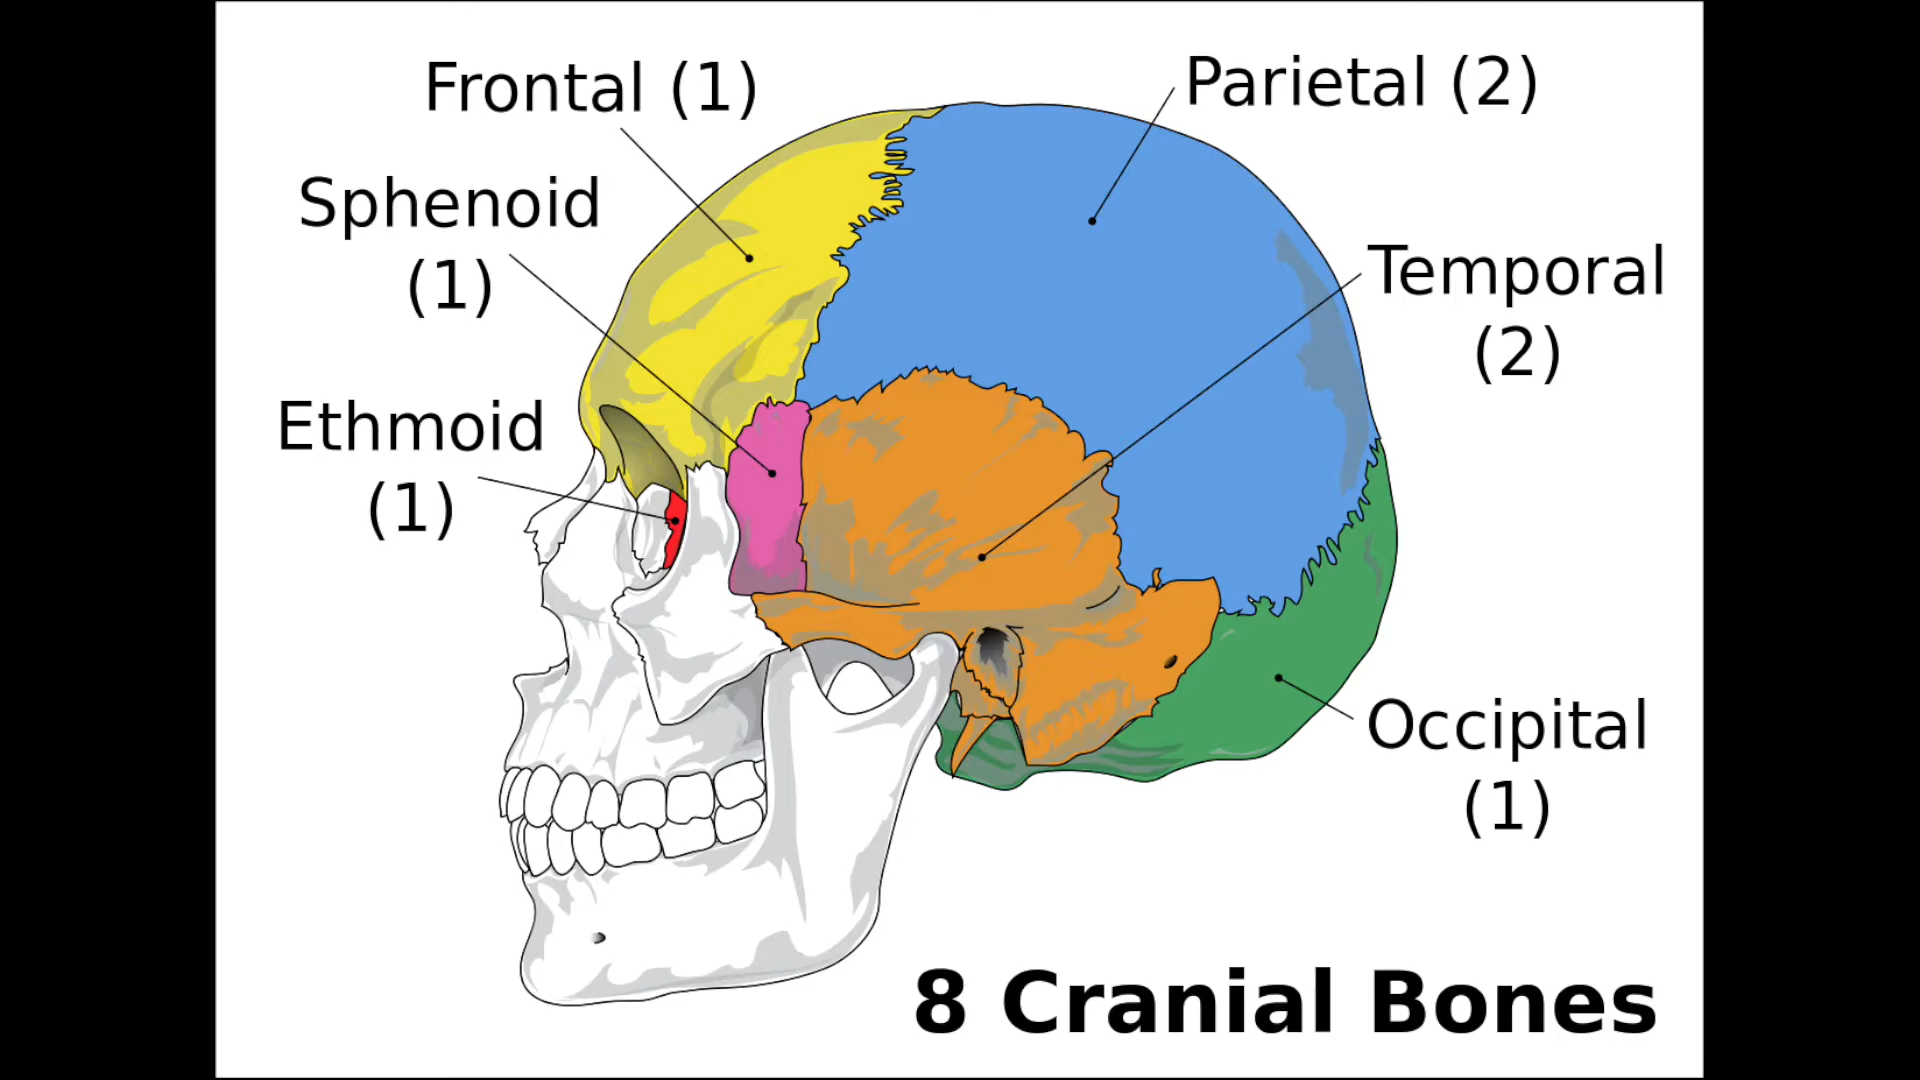 Frontal (1)
Parietal (2)
Sphenoid
(1)
Temporal
(2)
Ethmoid
(1)
Occipital
(1)
8 Cranial Bones